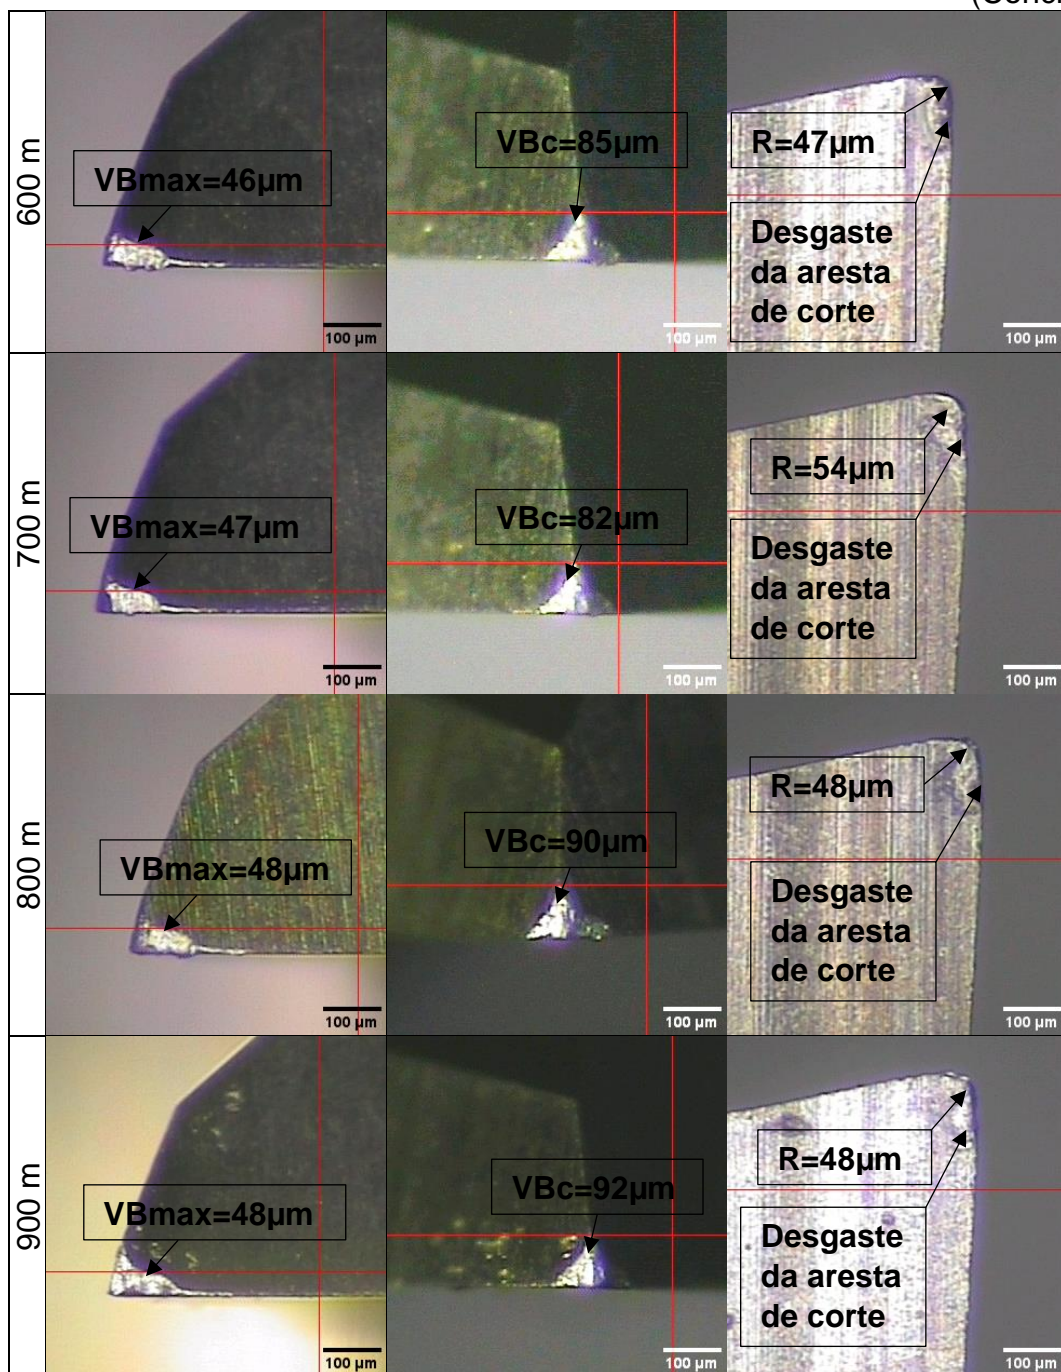 600 m
VBmax=46µm
100 µm
VBc=85µm
100 µm
R=47µm
Desgaste
da aresta
de corte
100 µm
700 m
VBmax=47µm
100 µm
VBc=82µm
100 µm
R=54µm
Desgaste
da aresta
de corte
100 µm
800 m
VBmax=48µm
100 µm
VBc=90µm
100 µm
R=48µm
Desgaste
da aresta
de corte
100 µm
900 m
VBmax=48µm
100 µm
VBc=92µm
100 µm
R=48µm
Desgaste
da aresta
de corte
100 µm